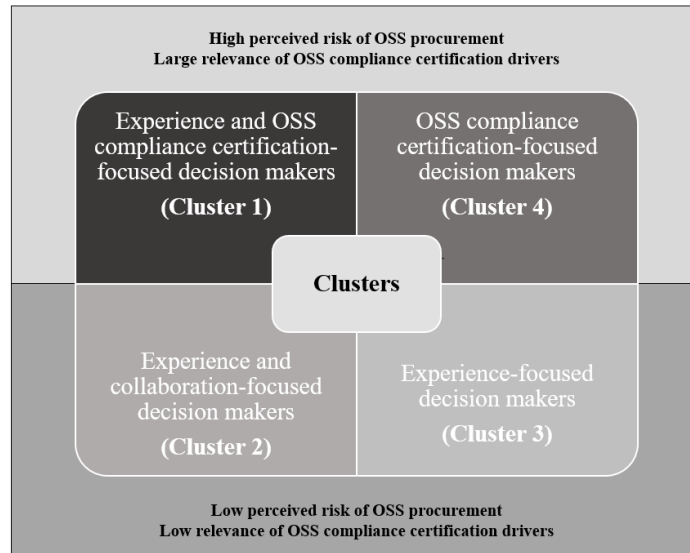 High perceived risk of OSS procurement
Large relevance of OSS compliance certification drivers
Experience and OSS
compliance certification-
focused decision makers
(Cluster 1)
OSS compliance
certification-focused
decision makers
(Cluster 4)
Clusters
Experience and
collaboration-focused
decision makers
(Cluster 2)
Experience-focused
decision makers
(Cluster 3)
Low perceived risk of OSS procurement
Low relevance of OSS compliance certification drivers